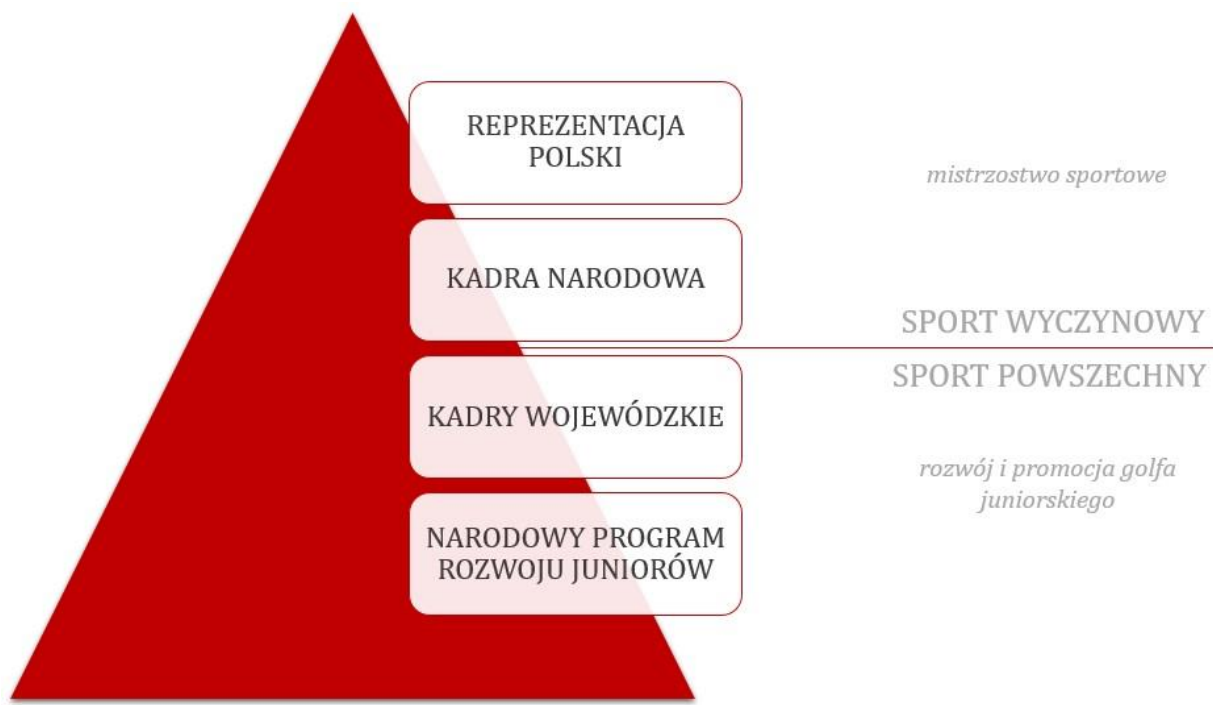 REPREZENTACJA
POLSKI
mistrzostwo sportowe
KADRA NARODOWA
SPORT WYCZYNOWY
SPORT POWSZECHNY
KADRY WOJEWÓDZKIE
rozwój i promocja golfa
juniorskiego
NARODOWY PROGRAM
ROZWOJU JUNIORÓW